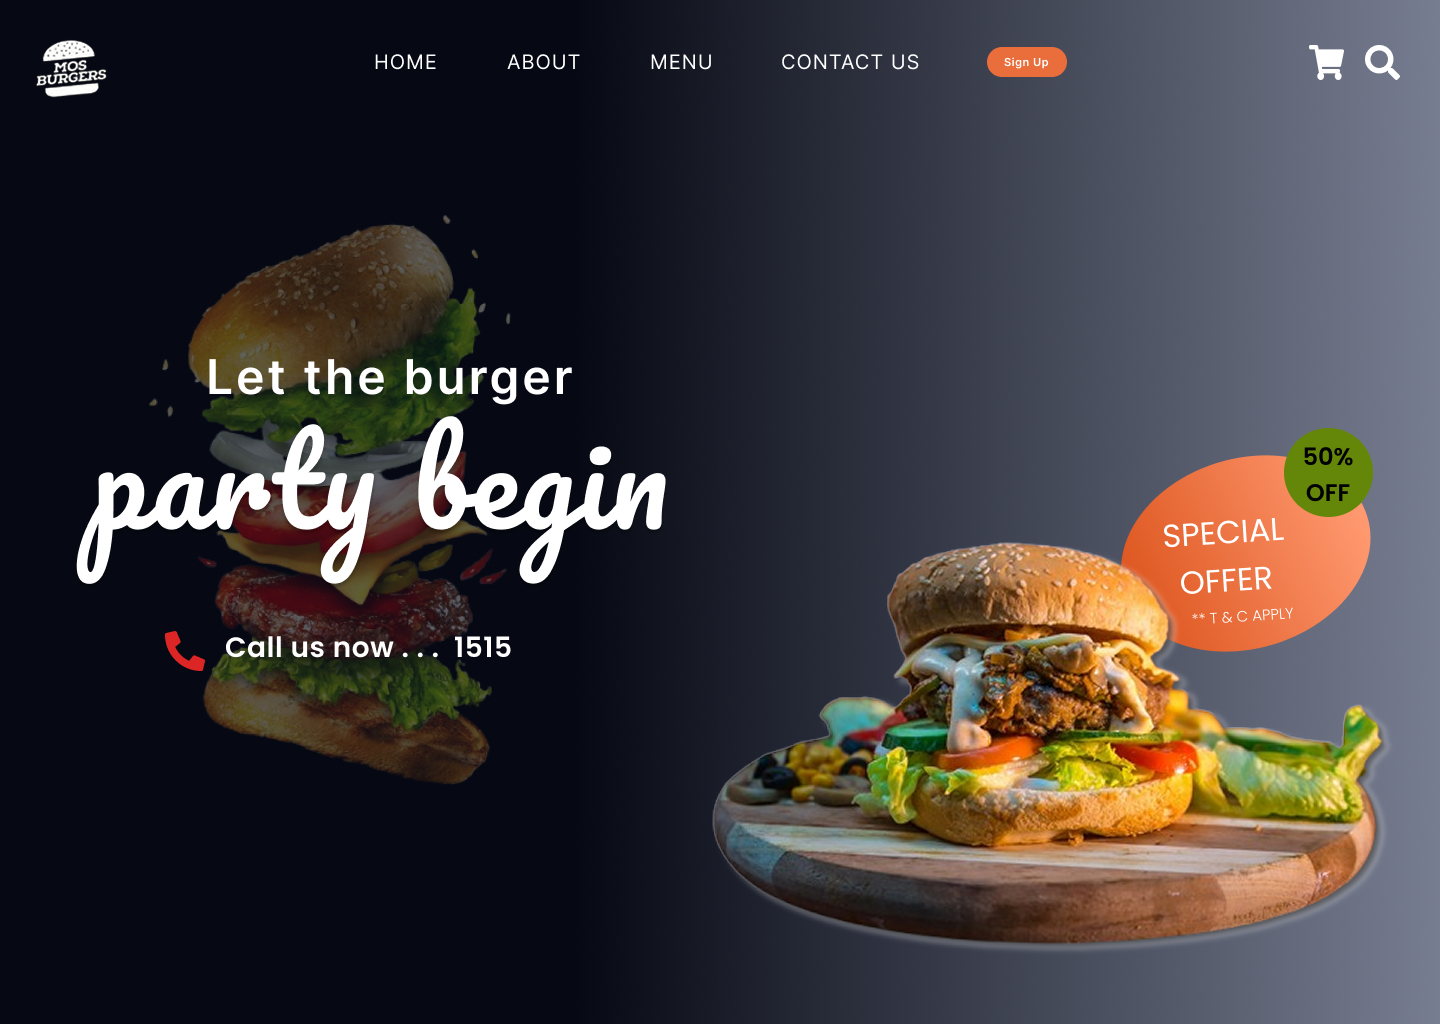 MOS
BURGERS
HOME ABOUT MENU CONTACT US Sign Up
Let the burger
party begin
Call us now . . . 1515
50%
OFF
SPECIAL
OFFER
** T & C APPLY